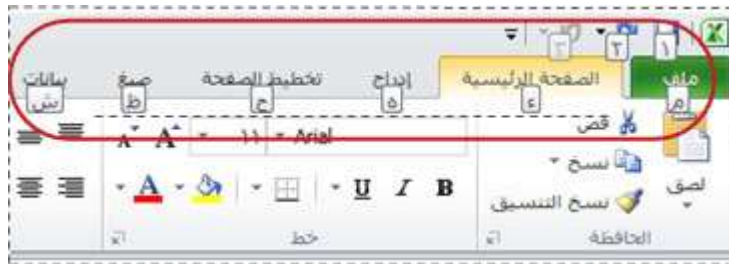 ١ ٢ ٣
ملف الصفحة الرئيسية إدراج تخطيط الصفحة صيغ بيانات
م ء ه ح ظ ش
قص
Arial ١١ A A
نسخ
لصق
B I U A
نسخ التنسيق
الحافظة خط